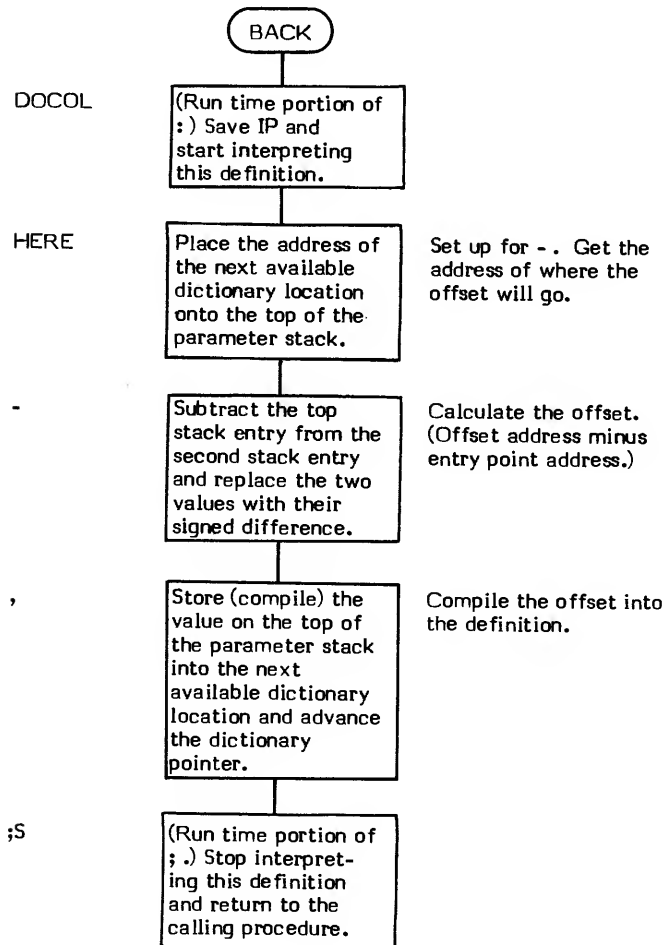 BACK
DOCOL
(Run time portion of
: ) Save IP and
start interpreting
this definition.
HERE
Place the address of
the next available
dictionary location
onto the top of the
parameter stack.
Set up for - . Get the
address of where the
offset will go.
-
Subtract the top
stack entry from the
second stack entry
and replace the two
values with their
signed difference.
Calculate the offset.
(Offset address minus
entry point address.)
,
Store (compile) the
value on the top of
the parameter stack
into the next
available dictionary
location and advance
the dictionary
pointer.
Compile the offset into
the definition.
;S
(Run time portion of
; .) Stop interpret-
ing this definition
and return to the
calling procedure.